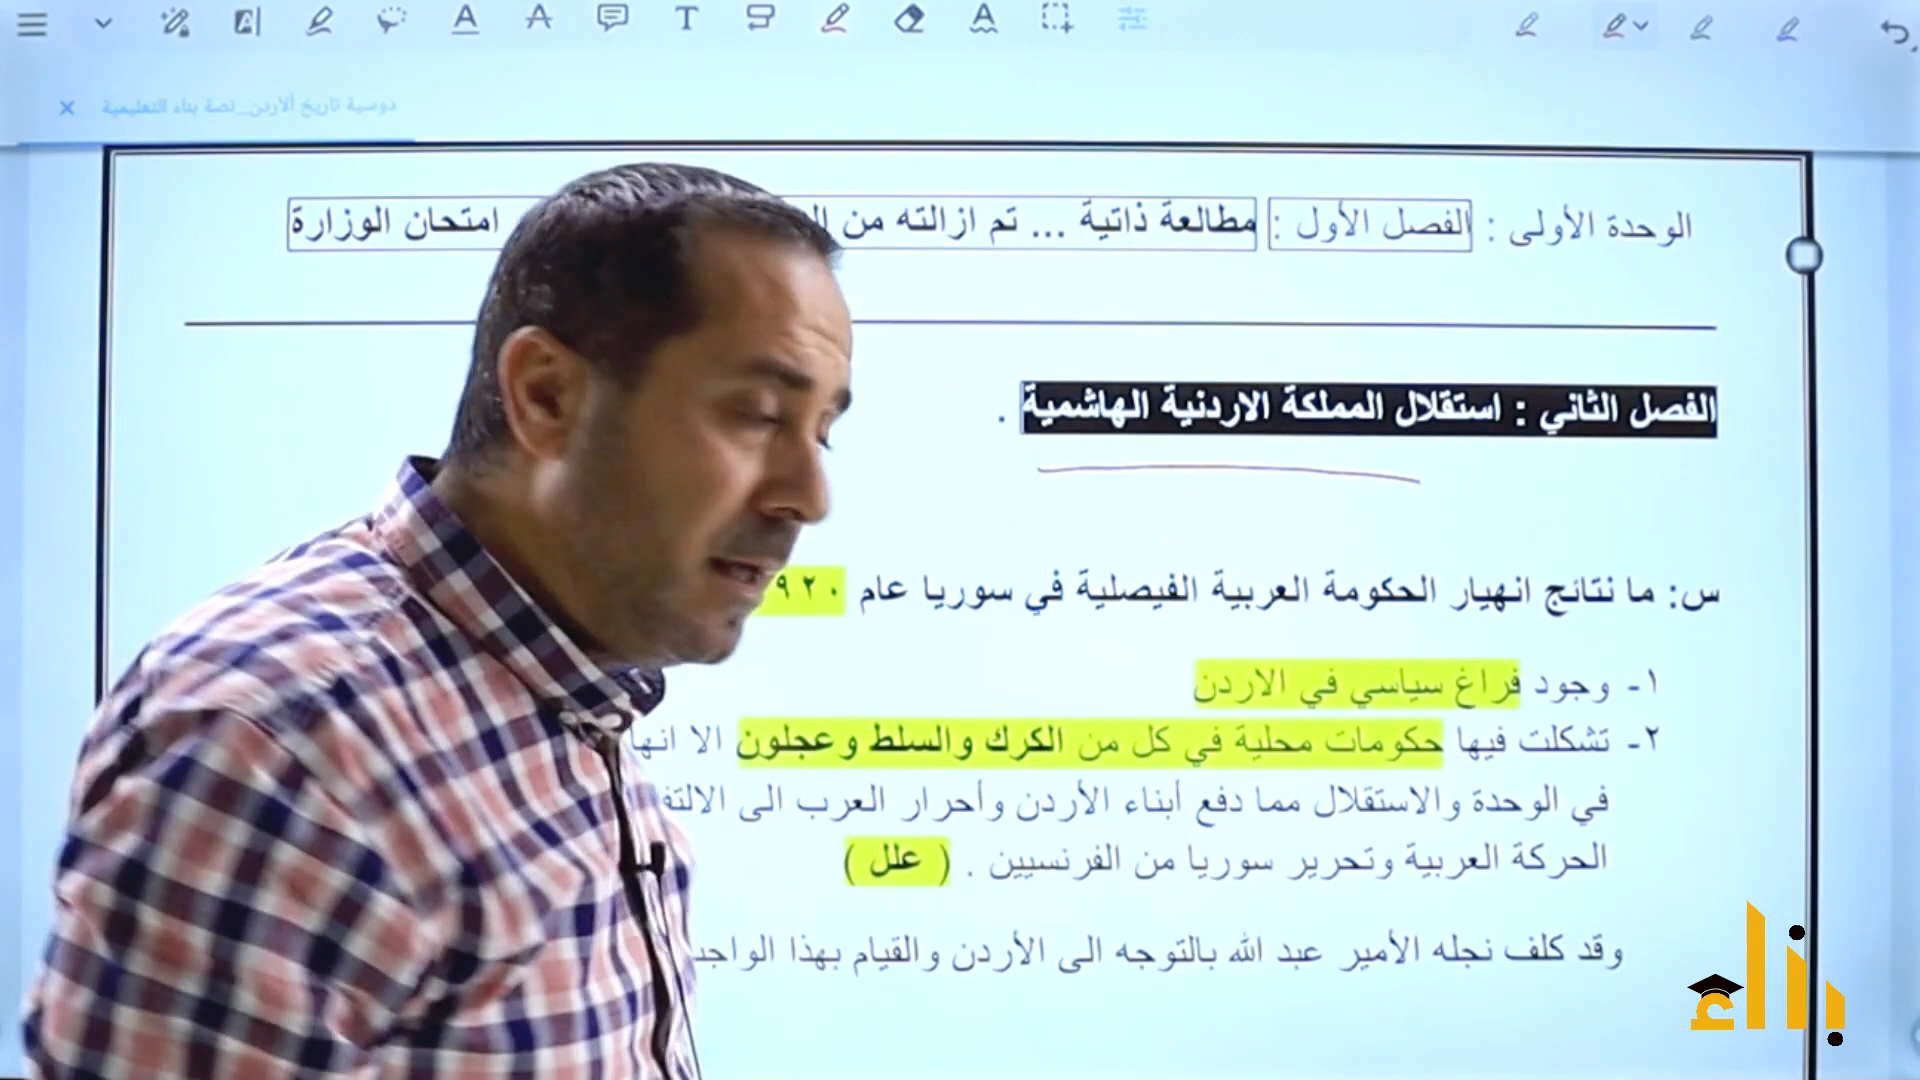 دوسية تاريخ ألاردن_نصة بناء التعليمية
الوحدة الأولى : الفصل الأول : مطالعة ذاتية ... تم ازالته من امتحان الوزارة
الفصل الثاني : استقلال المملكة الاردنية الهاشمية .
س: ما نتائج انهيار الحكومة العربية الفيصلية في سوريا عام ٩٢٠
١- وجود فراغ سياسي في الاردن
٢- تشكلت فيها حكومات محلية في كل من الكرك والسلط وعجلون الا انها
في الوحدة والاستقلال مما دفع أبناء الأردن وأحرار العرب الى
الحركة العربية وتحرير سوريا من الفرنسيين . ( علل )
وقد كلف نجله الأمير عبد الله بالتوجه الى الأردن والقيام بهذا
بناء